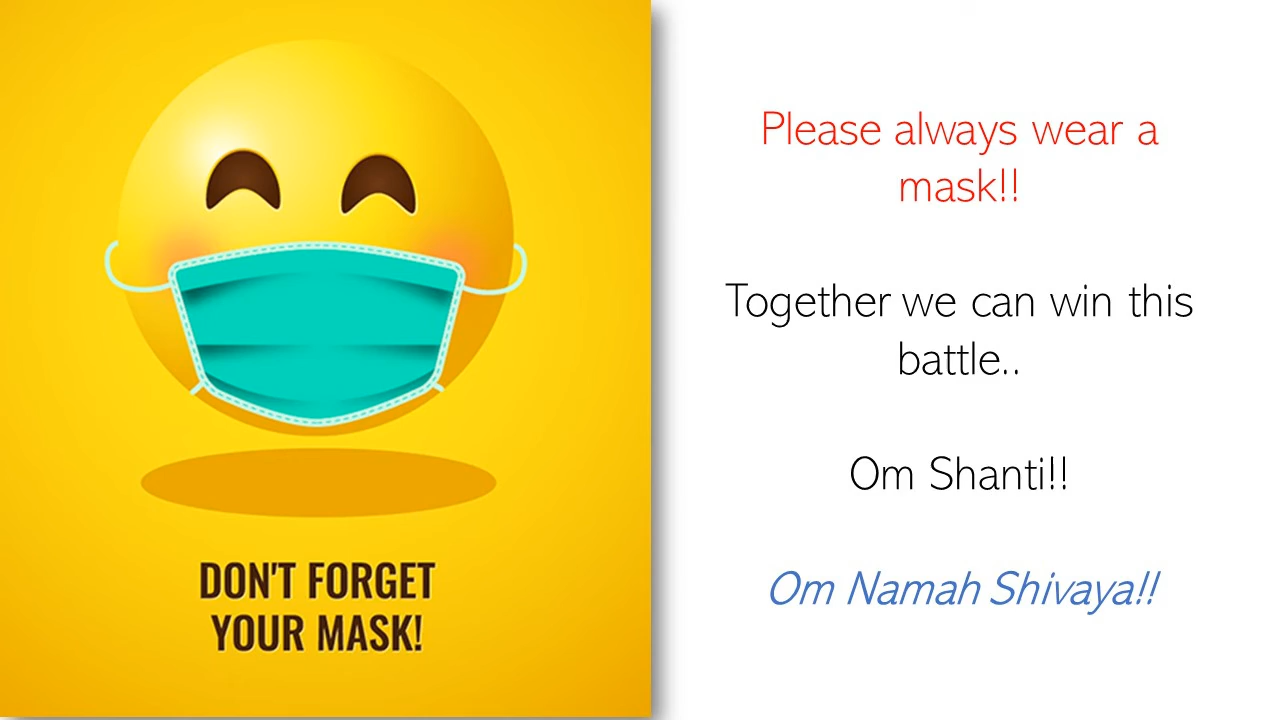 DON'T FORGET
YOUR MASK!
Please always wear a
mask!!
Together we can win this
battle..
Om Shanti!!
Om Namah Shivaya!!